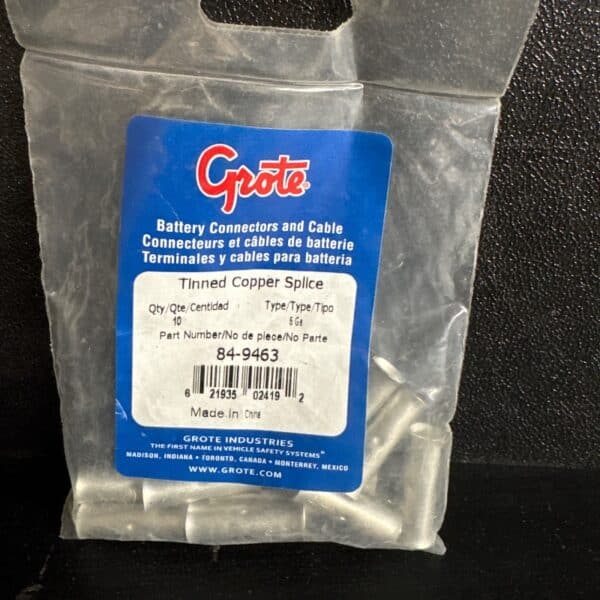 Grote
Battery Connectors and Cable
Connecteurs et câbles de batterie
Terminales y cables para bateria
Tinned Copper Splice
Qty/Qte/Centidad Type/Type/Tipo
10 6 Ga
Part Number/No de piece/No Parte
84-9463
6 21935 02419 2
Made in China
GROTE INDUSTRIES
THE FIRST NAME IN VEHICLE SAFETY SYSTEMS
MADISON, INDIANA • TORONTO, CANADA • MONTERREY, MEXICO
WWW.GROTE.COM